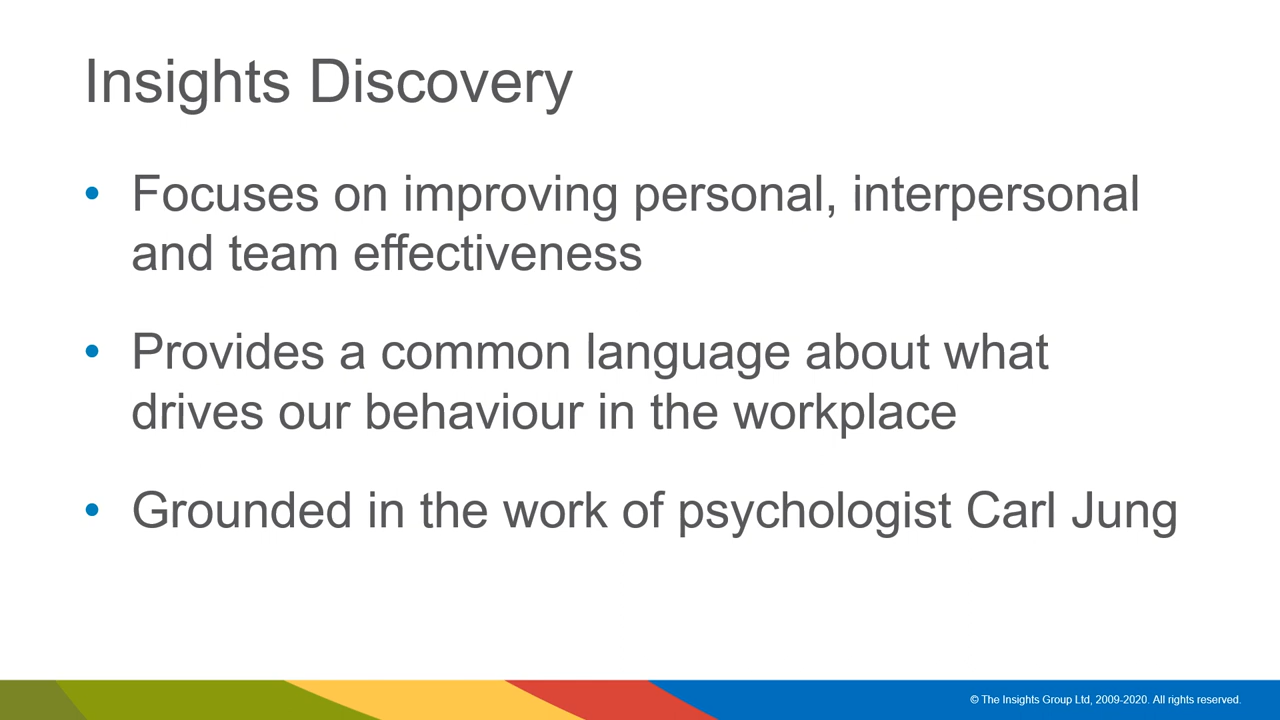 Insights Discovery
• Focuses on improving personal, interpersonal
and team effectiveness
• Provides a common language about what
drives our behaviour in the workplace
• Grounded in the work of psychologist Carl Jung
© The Insights Group Ltd, 2009-2020. All rights reserved.